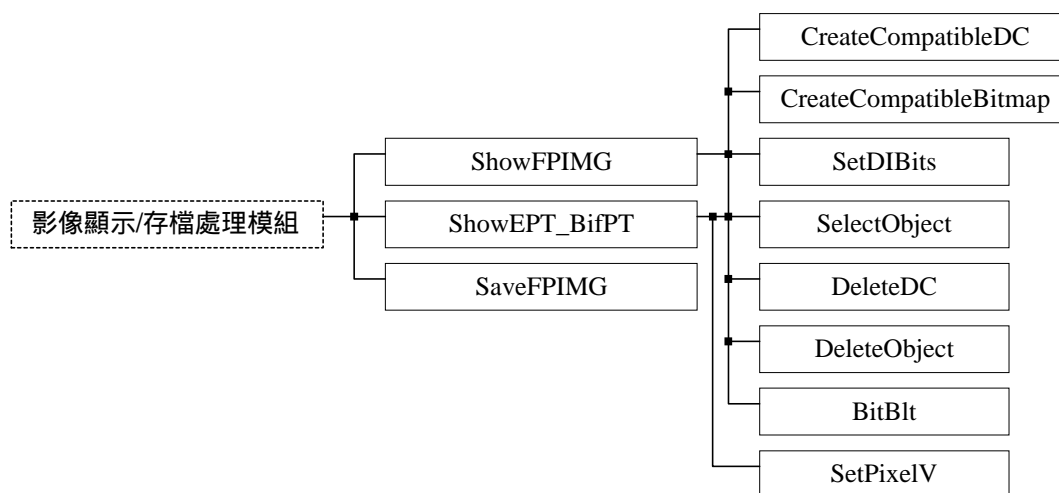 影像顯示/存檔處理模組
ShowFPIMG
ShowEPT_BifPT
SaveFPIMG
CreateCompatibleDC
CreateCompatibleBitmap
SetDIBits
SelectObject
DeleteDC
DeleteObject
BitBlt
SetPixelV